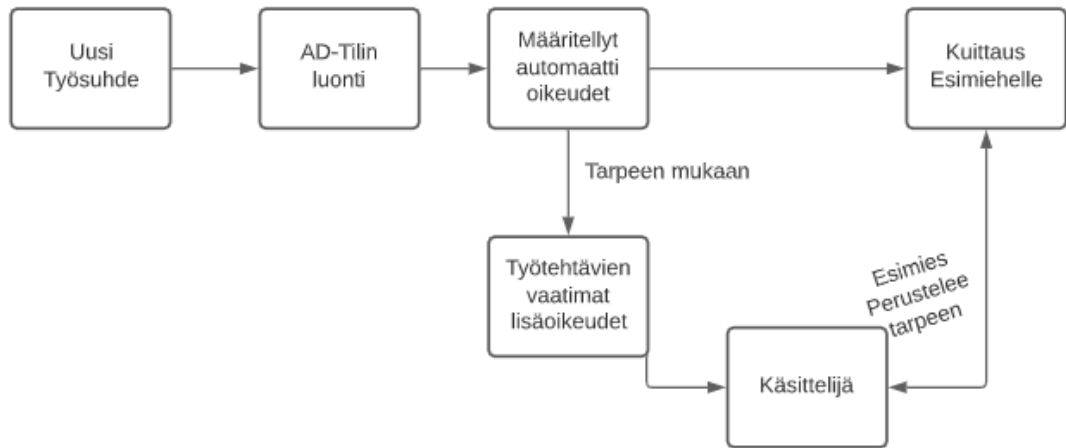 Uusi
Työsuhde
AD-Tilin
luonti
Määritellyt
automaatti
oikeudet
Kuittaus
Esimiehelle
Tarpeen mukaan
Työtehtävien
vaatimat
lisäoikeudet
Esimies
Perustelee
tarpeen
Käsittelijä